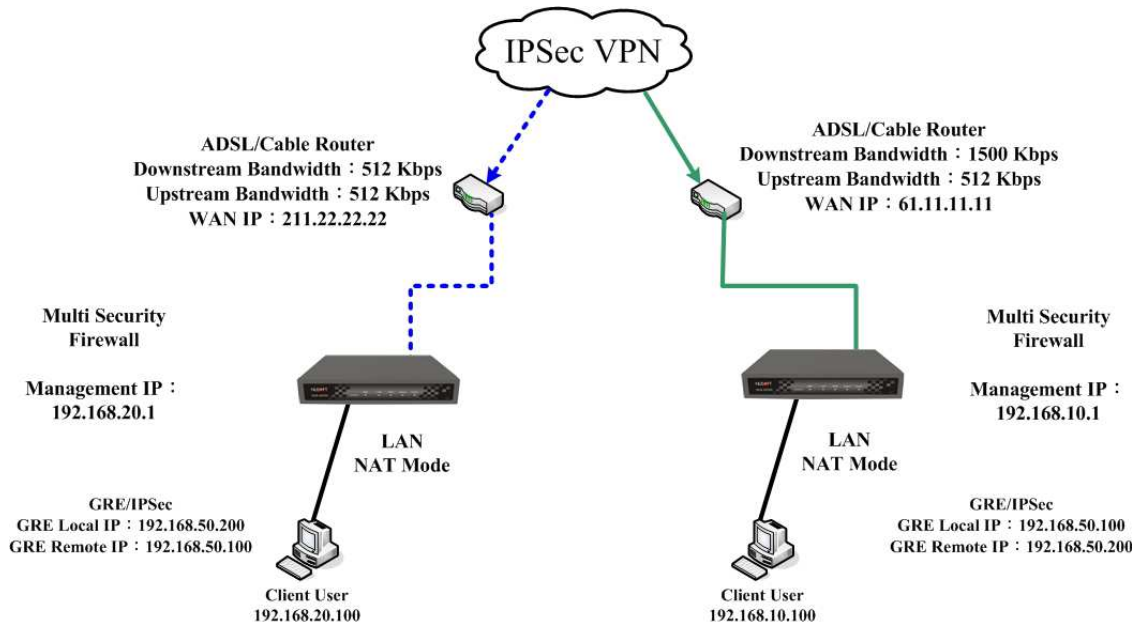 IPSec VPN
ADSL/Cable Router
Downstream Bandwidth：512 Kbps
Upstream Bandwidth：512 Kbps
WAN IP：211.22.22.22
ADSL/Cable Router
Downstream Bandwidth：1500 Kbps
Upstream Bandwidth：512 Kbps
WAN IP：61.11.11.11
Multi Security
Firewall
Management IP：
192.168.20.1
LAN
NAT Mode
GRE/IPSec
GRE Local IP：192.168.50.200
GRE Remote IP：192.168.50.100
Client User
192.168.20.100
Multi Security
Firewall
Management IP：
192.168.10.1
LAN
NAT Mode
GRE/IPSec
GRE Local IP：192.168.50.100
GRE Remote IP：192.168.50.200
Client User
192.168.10.100